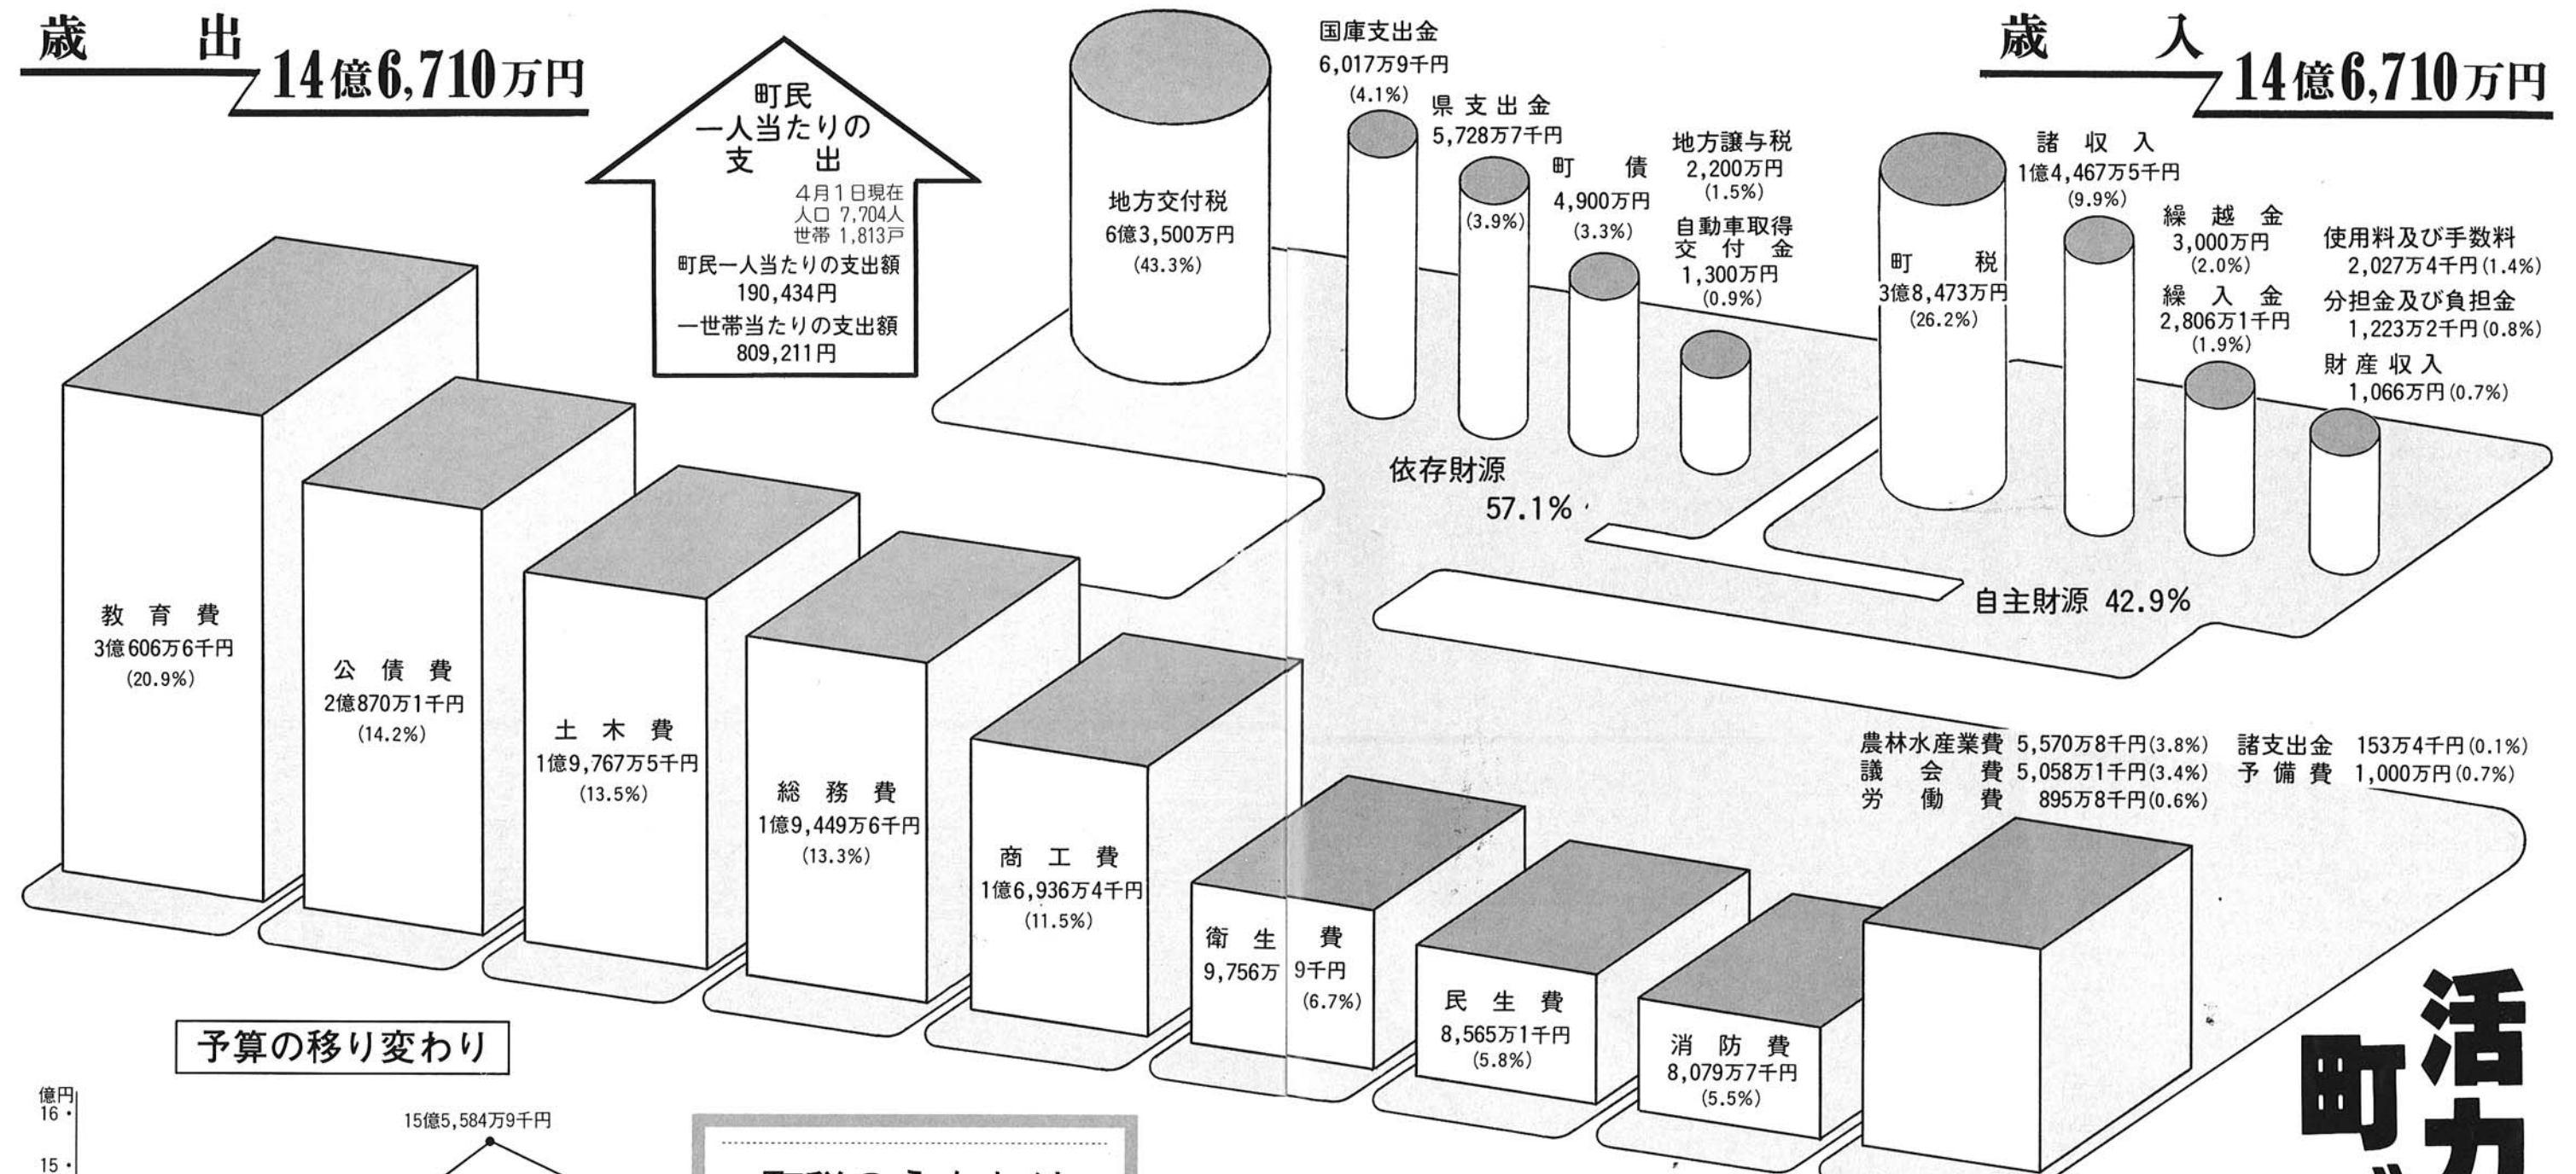 歳出
14億6,710万円
町民
一人当たりの
支出
4月1日現在
人口 7,704人
世帯 1,813戸
町民一人当たりの支出額
190,434円
一世帯当たりの支出額
809,211円
歳入
14億6,710万円
地方交付税
6億3,500万円
(43.3%)
国庫支出金
6,017万9千円
(4.1%)
県支出金
5,728万7千円
(3.9%)
町債
4,900万円
(3.3%)
地方譲与税
2,200万円
(1.5%)
自動車取得
交付金
1,300万円
(0.9%)
依存財源
57.1%
町税
3億8,473万円
(26.2%)
諸収入
1億4,467万5千円
(9.9%)
繰越金
3,000万円
(2.0%)
繰入金
2,806万1千円
(1.9%)
使用料及び手数料
2,027万4千円(1.4%)
分担金及び負担金
1,223万2千円(0.8%)
財産収入
1,066万円(0.7%)
自主財源 42.9%
教育費
3億606万6千円
(20.9%)
公債費
2億870万1千円
(14.2%)
土木費
1億9,767万5千円
(13.5%)
総務費
1億9,449万6千円
(13.3%)
商工費
1億6,936万4千円
(11.5%)
衛生費
9,756万9千円
(6.7%)
民生費
8,565万1千円
(5.8%)
消防費
8,079万7千円
(5.5%)
農林水産業費 5,570万8千円(3.8%)
議会費 5,058万1千円(3.4%)
労働費 895万8千円(0.6%)
諸支出金 153万4千円(0.1%)
予備費 1,000万円(0.7%)
予算の移り変わり
億円
16
15億5,584万9千円
15
活力
町